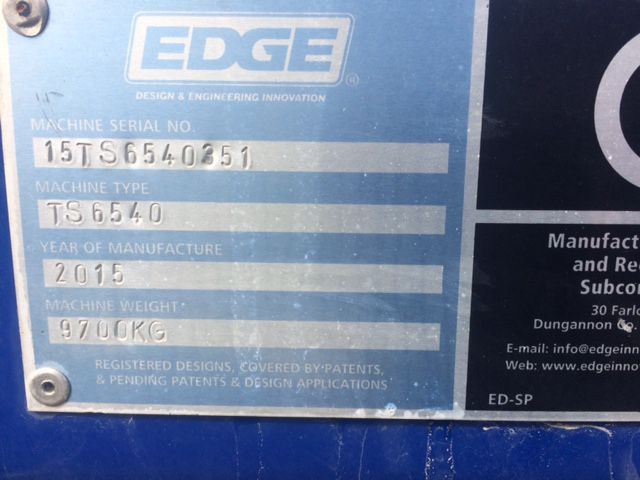 EDGE
DESIGN & ENGINEERING INNOVATION
MACHINE SERIAL NO.
15TS6540351
MACHINE TYPE
TS6540
YEAR OF MANUFACTURE
2015
MACHINE WEIGHT
9700KG
REGISTERED DESIGNS, COVERED BY PATENTS,
& PENDING PATENTS & DESIGN APPLICATIONS
Manufact
and Re
Subcon
30 Farlo
Dungannon Co.
E-mail: info@edgeinn
Web: www.edgeinnov
ED-SP